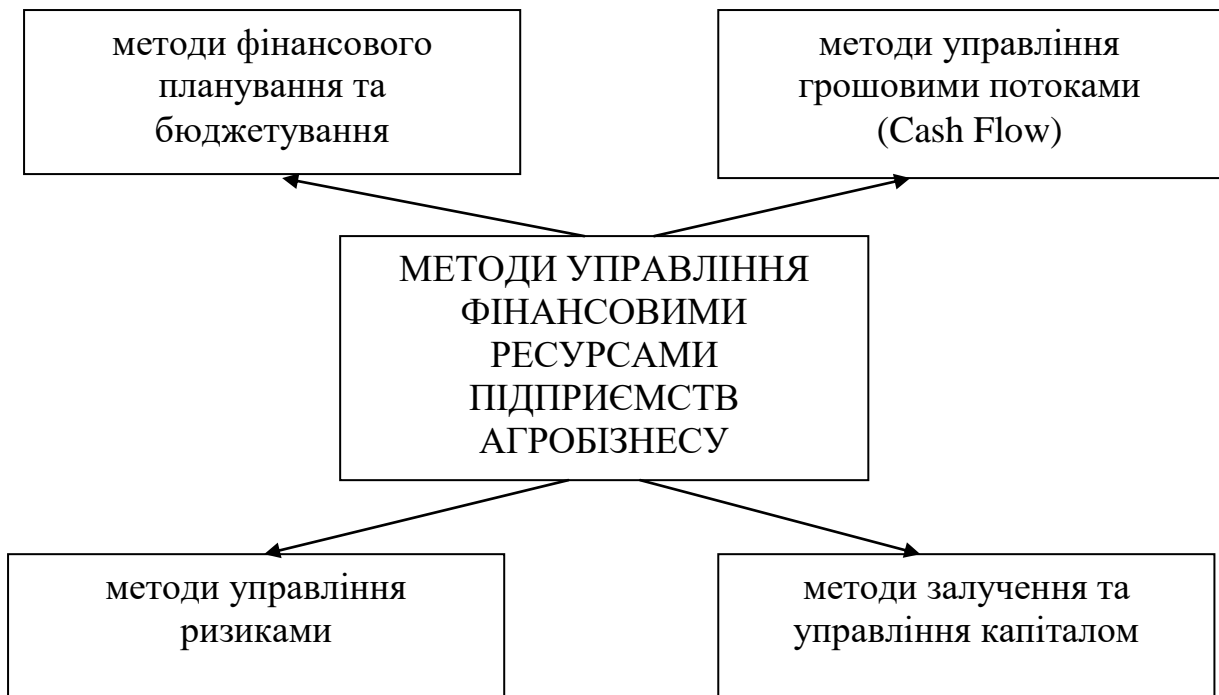 методи фінансового
планування та
бюджетування
методи управління
грошовими потоками
(Cash Flow)
МЕТОДИ УПРАВЛІННЯ
ФІНАНСОВИМИ
РЕСУРСАМИ
ПІДПРИЄМСТВ
АГРОБІЗНЕСУ
методи управління
ризиками
методи залучення та
управління капіталом